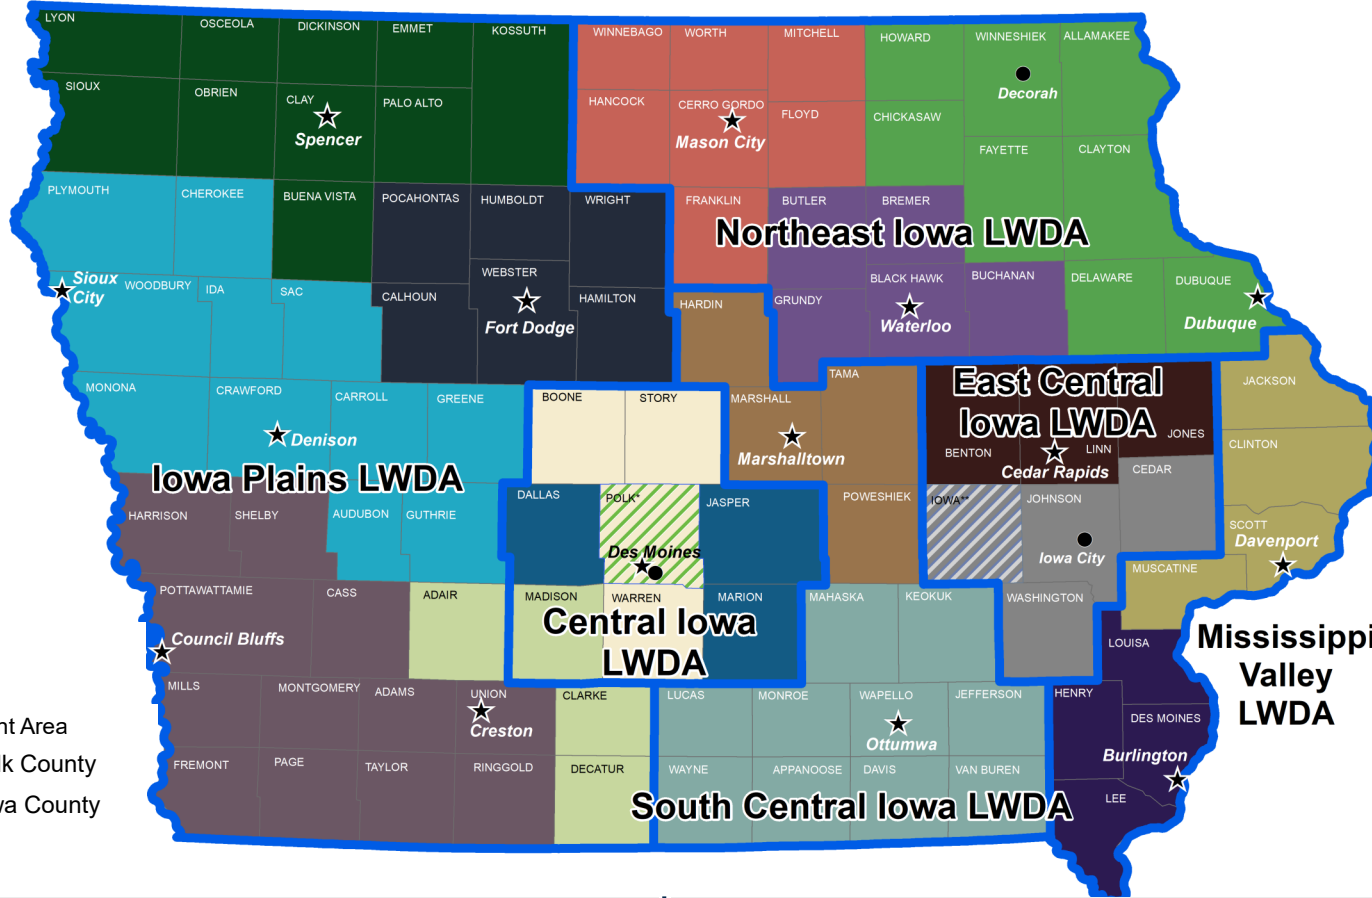 LYON
OSCEOLA
DICKINSON
EMMET
KOSSUTH
WINNEBAGO
WORTH
MITCHELL
HOWARD
WINNESHIEK
ALLAMAKEE
SIOUX
OBRIEN
CLAY
PALO ALTO
Spencer
HANCOCK
CERRO GORDO
Mason City
FLOYD
CHICKASAW
Decorah
FAYETTE
CLAYTON
PLYMOUTH
CHEROKEE
BUENA VISTA
POCAHONTAS
HUMBOLDT
WRIGHT
FRANKLIN
BUTLER
BREMER
Northeast Iowa LWDA
Sioux
City
WOODBURY
IDA
SAC
CALHOUN
WEBSTER
Fort Dodge
HAMILTON
HARDIN
GRUNDY
BLACK HAWK
Waterloo
BUCHANAN
DELAWARE
DUBUQUE
Dubuque
MONONA
CRAWFORD
Denison
CARROLL
GREENE
BOONE
STORY
MARSHALL
Marshalltown
TAMA
East Central
Iowa LWDA
BENTON
LINN
Cedar Rapids
JONES
JACKSON
CLINTON
Iowa Plains LWDA
HARRISON
SHELBY
AUDUBON
GUTHRIE
DALLAS
POLK*
Des Moines
JASPER
POWESHIEK
IOWA**
JOHNSON
Iowa City
CEDAR
SCOTT
Davenport
MUSCATINE
POTTAWATTAMIE
Council Bluffs
CASS
ADAIR
MADISON
WARREN
MARION
Central Iowa
LWDA
MAHASKA
KEOKUK
WASHINGTON
LOUISA
Mississippi
Valley
LWDA
MILLS
MONTGOMERY
ADAMS
UNION
Creston
CLARKE
LUCAS
MONROE
WAPELLO
Ottumwa
JEFFERSON
HENRY
DES MOINES
Burlington
FREMONT
PAGE
TAYLOR
RINGGOLD
DECATUR
WAYNE
APPANOOSE
DAVIS
VAN BUREN
LEE
South Central Iowa LWDA
nt Area
lk County
wa County